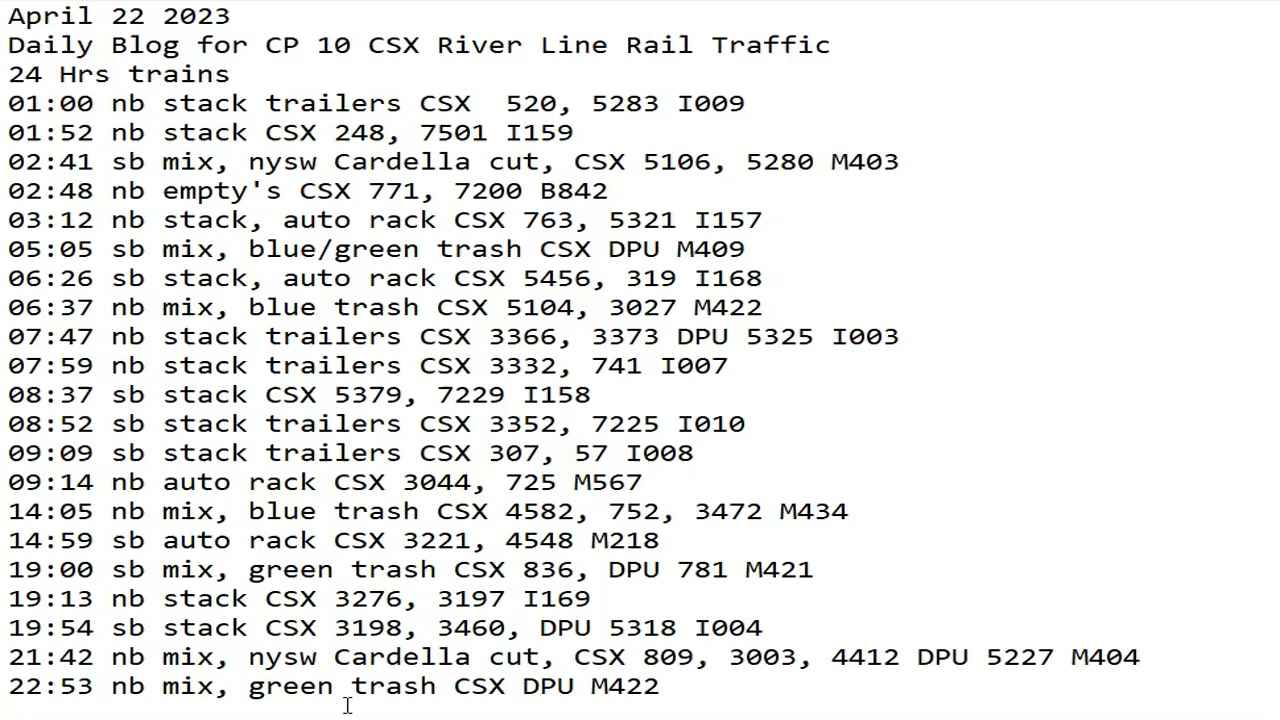 April 22 2023
Daily Blog for CP 10 CSX River Line Rail Traffic
24 Hrs trains
01:00 nb stack trailers CSX  520, 5283 I009
01:52 nb stack CSX 248, 7501 I159
02:41 sb mix, nysw Cardella cut, CSX 5106, 5280 M403
02:48 nb empty's CSX 771, 7200 B842
03:12 nb stack, auto rack CSX 763, 5321 I157
05:05 sb mix, blue/green trash CSX DPU M409
06:26 sb stack, auto rack CSX 5456, 319 I168
06:37 nb mix, blue trash CSX 5104, 3027 M422
07:47 nb stack trailers CSX 3366, 3373 DPU 5325 I003
07:59 nb stack trailers CSX 3332, 741 I007
08:37 sb stack CSX 5379, 7229 I158
08:52 sb stack trailers CSX 3352, 7225 I010
09:09 sb stack trailers CSX 307, 57 I008
09:14 nb auto rack CSX 3044, 725 M567
14:05 nb mix, blue trash CSX 4582, 752, 3472 M434
14:59 sb auto rack CSX 3221, 4548 M218
19:00 sb mix, green trash CSX 836, DPU 781 M421
19:13 nb stack CSX 3276, 3197 I169
19:54 sb stack CSX 3198, 3460, DPU 5318 I004
21:42 nb mix, nysw Cardella cut, CSX 809, 3003, 4412 DPU 5227 M404
22:53 nb mix, green trash CSX DPU M422